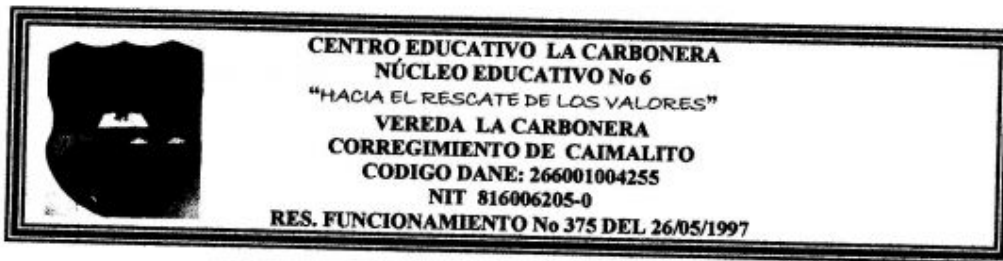 CENTRO EDUCATIVO LA CARBONERA
NÚCLEO EDUCATIVO No 6
"HACIA EL RESCATE DE LOS VALORES"
VEREDA LA CARBONERA
CORREGIMIENTO DE CAIMALITO
CODIGO DANE: 266001004255
NIT 816006205-0
RES. FUNCIONAMIENTO No 375 DEL 26/05/1997